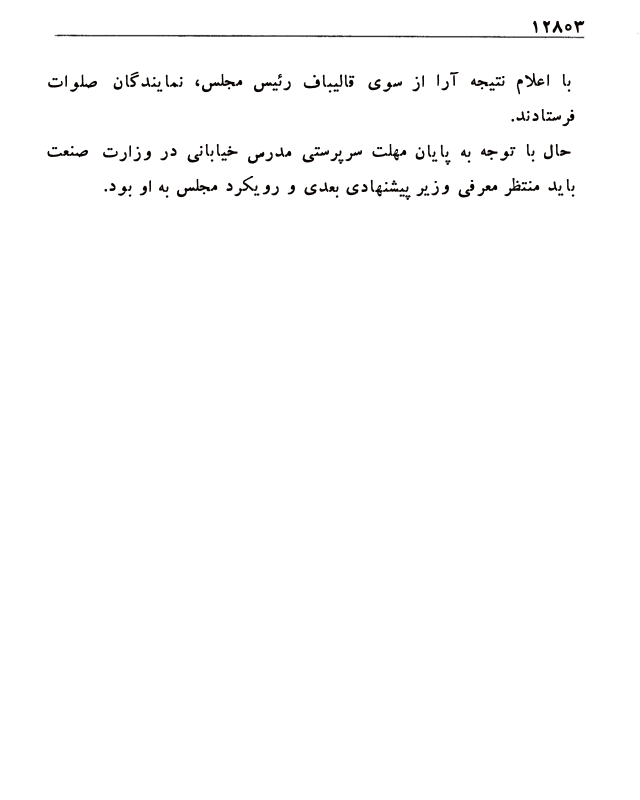 ۱۲۸۰۳
با اعلام نتیجه آرا از سوی قالیباف رئیس مجلس، نمایندگان صلوات
فرستادند.
حال با توجه به پایان مهلت سرپرستی مدرس خیابانی در وزارت صنعت
باید منتظر معرفی وزیر پیشنهادی بعدی و رویکرد مجلس به او بود.